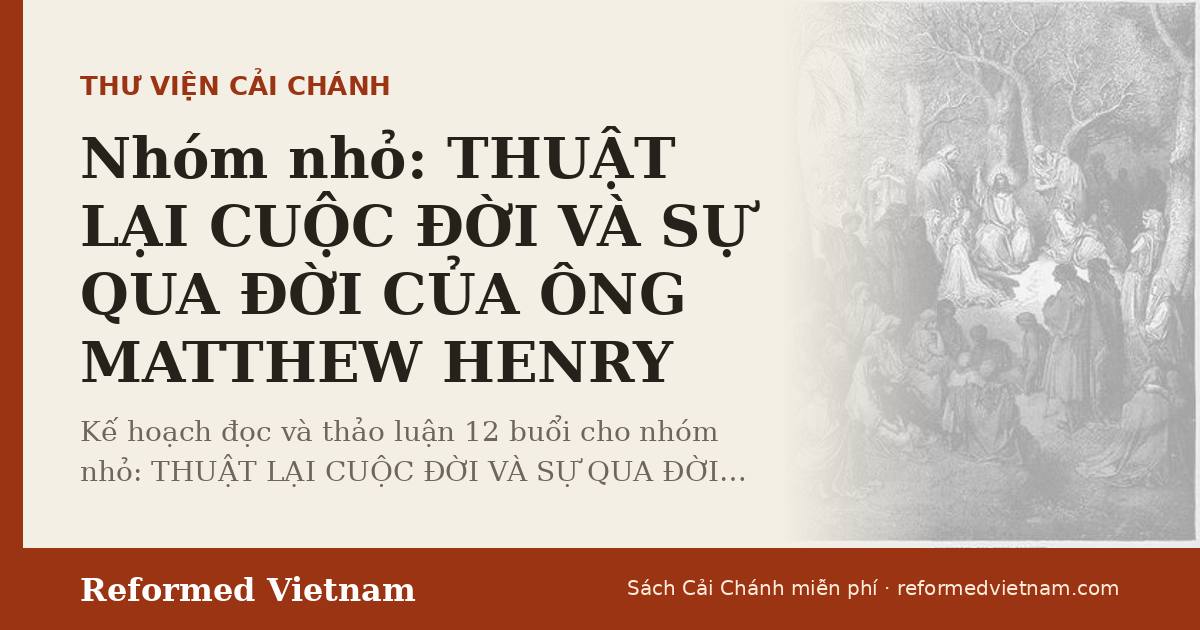 THƯ VIỆN CẢI CHÁNH
Nhóm nhỏ: THUẬT
LẠI CUỘC ĐỜI VÀ SỰ
QUA ĐỜI CỦA ÔNG
MATTHEW HENRY
Kế hoạch đọc và thảo luận 12 buổi cho nhóm
nhỏ: THUẬT LẠI CUỘC ĐỜI VÀ SỰ QUA ĐỜI...
Reformed Vietnam
Sách Cải Chánh miễn phí · reformedvietnam.com